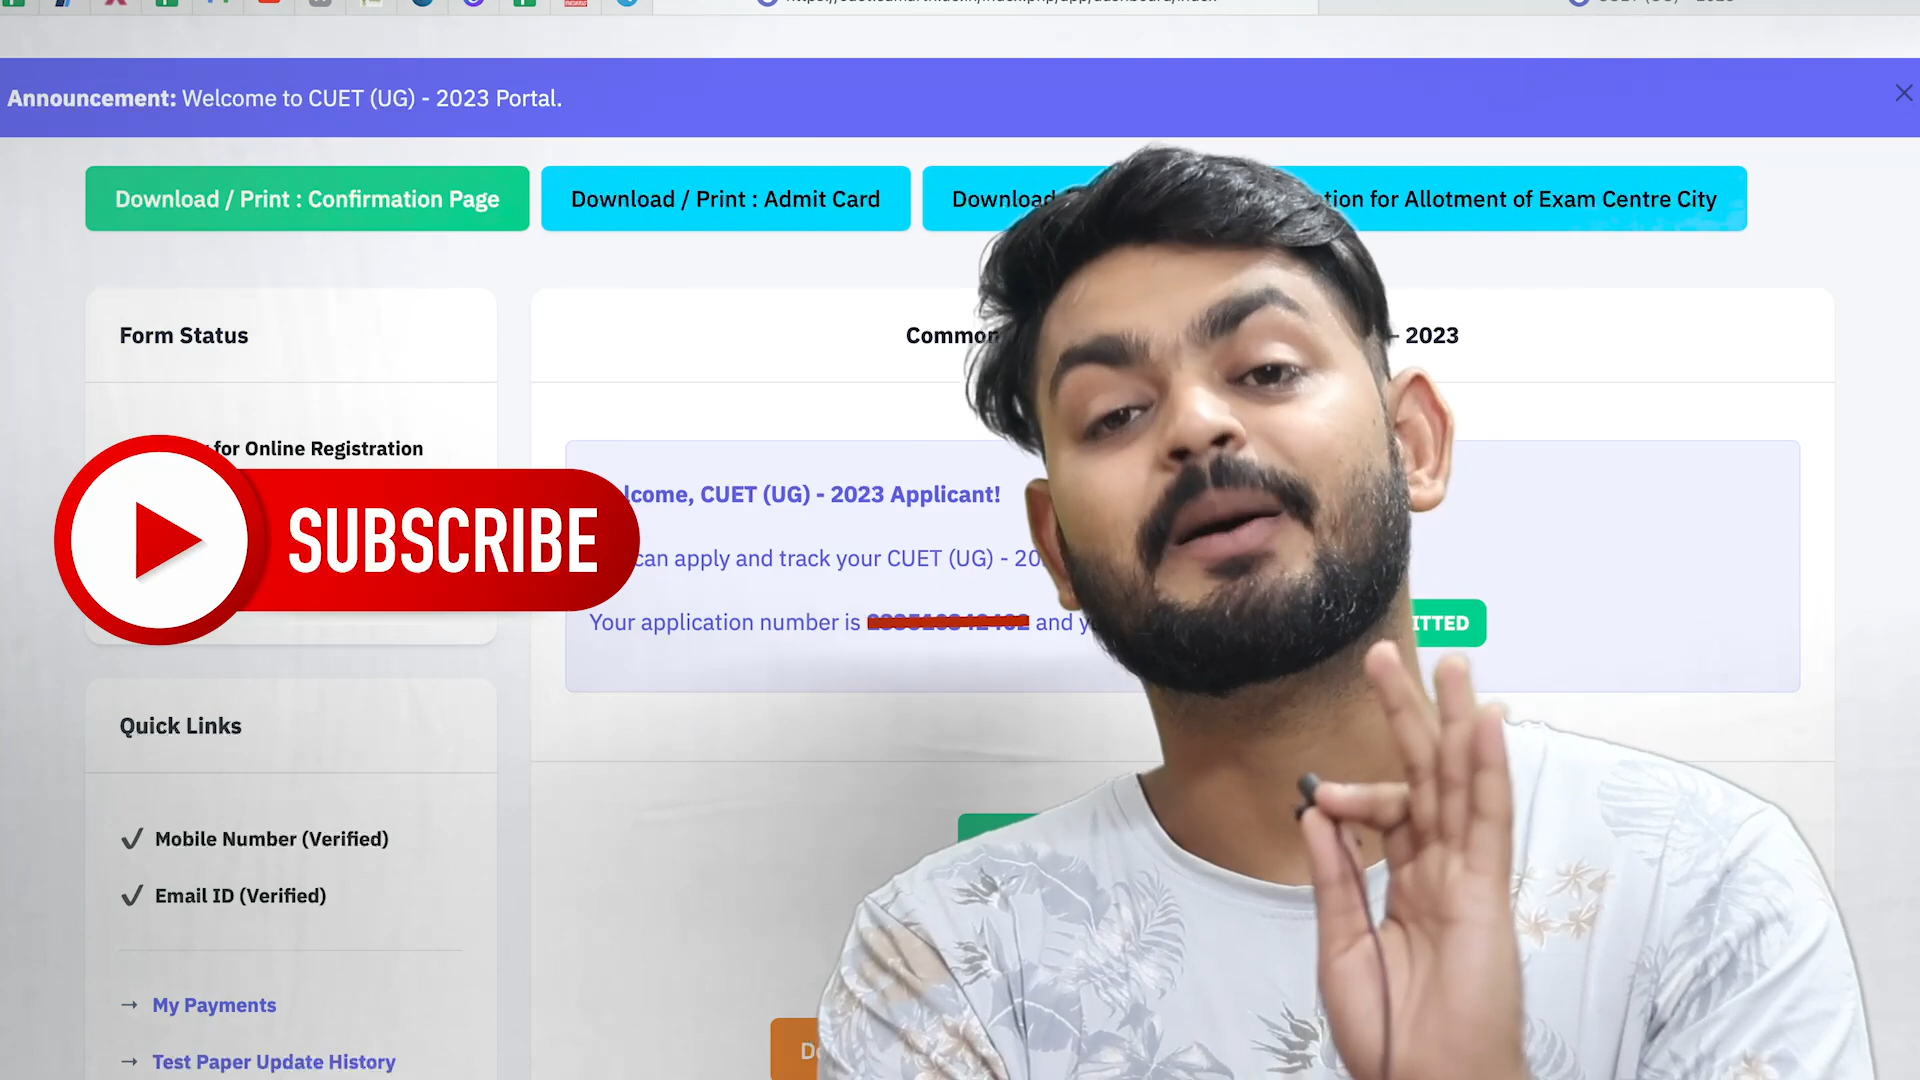 Announcement: Welcome to CUET (UG) - 2023 Portal.
Download / Print : Confirmation Page
Download / Print : Admit Card
Download
tion for Allotment of Exam Centre City
Form Status
Common
- 2023
for Online Registration
SUBSCRIBE
lcome, CUET (UG) - 2023 Applicant!
can apply and track your CUET (UG) - 20
Your application number is
and y
ITTED
Quick Links
✓ Mobile Number (Verified)
✓ Email ID (Verified)
→ My Payments
→ Test Paper Update History